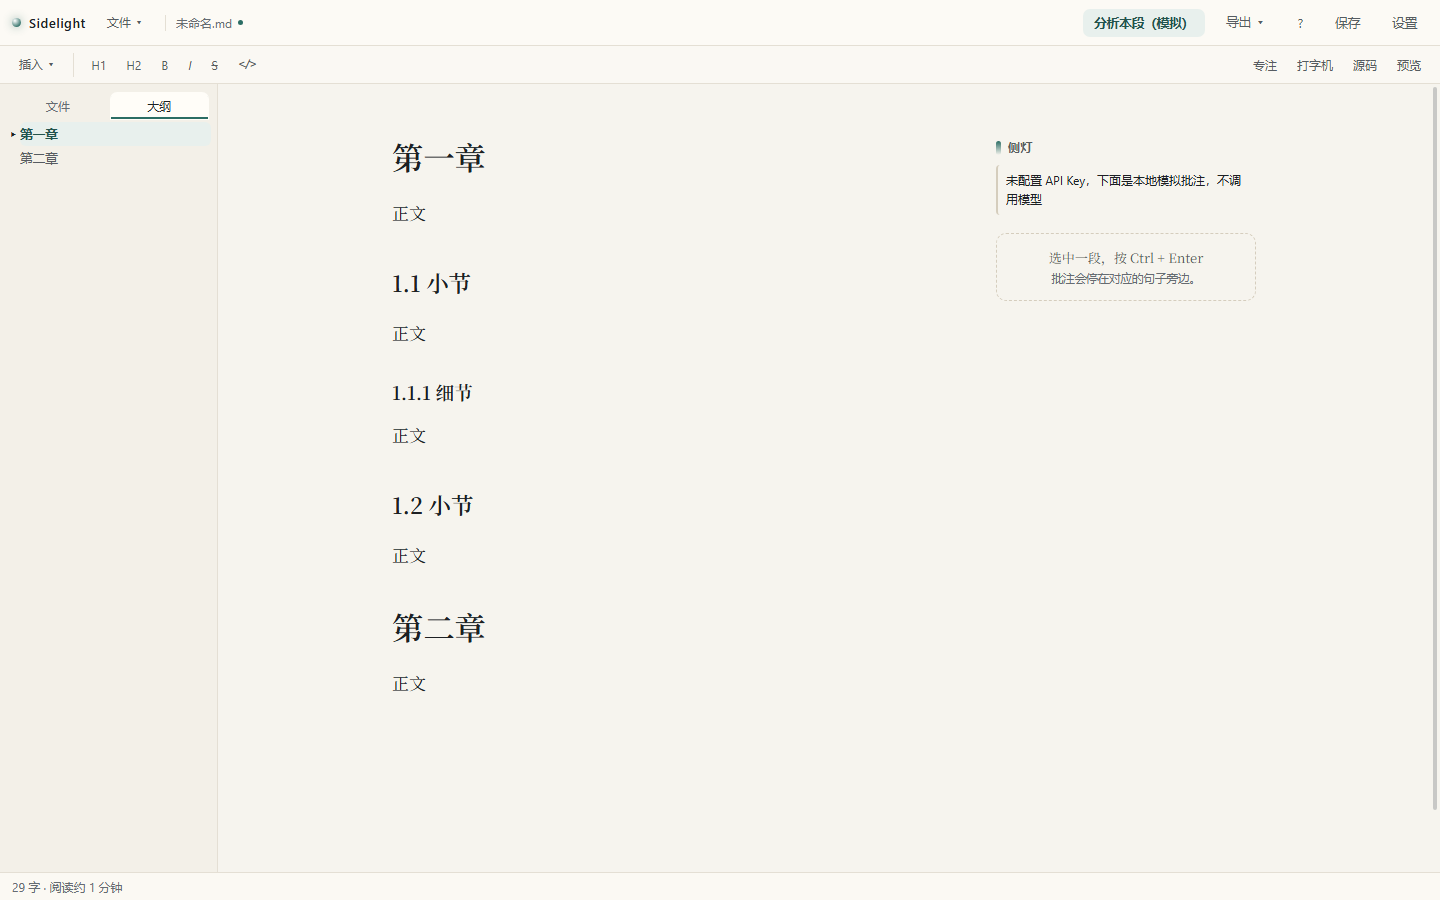 Sidelight 文件 未命名.md 分析本段（模拟） 导出 ? 保存 设置
插入 H1 H2 B I S </> 专注 打字机 源码 预览
文件 大纲
第一章
第二章
第一章
正文
1.1 小节
正文
1.1.1 细节
正文
1.2 小节
正文
第二章
正文
侧灯
未配置 API Key，下面是本地模拟批注，不调
用模型
选中一段，按 Ctrl + Enter
批注会停在对应的句子旁边。
29 字 · 阅读约 1 分钟